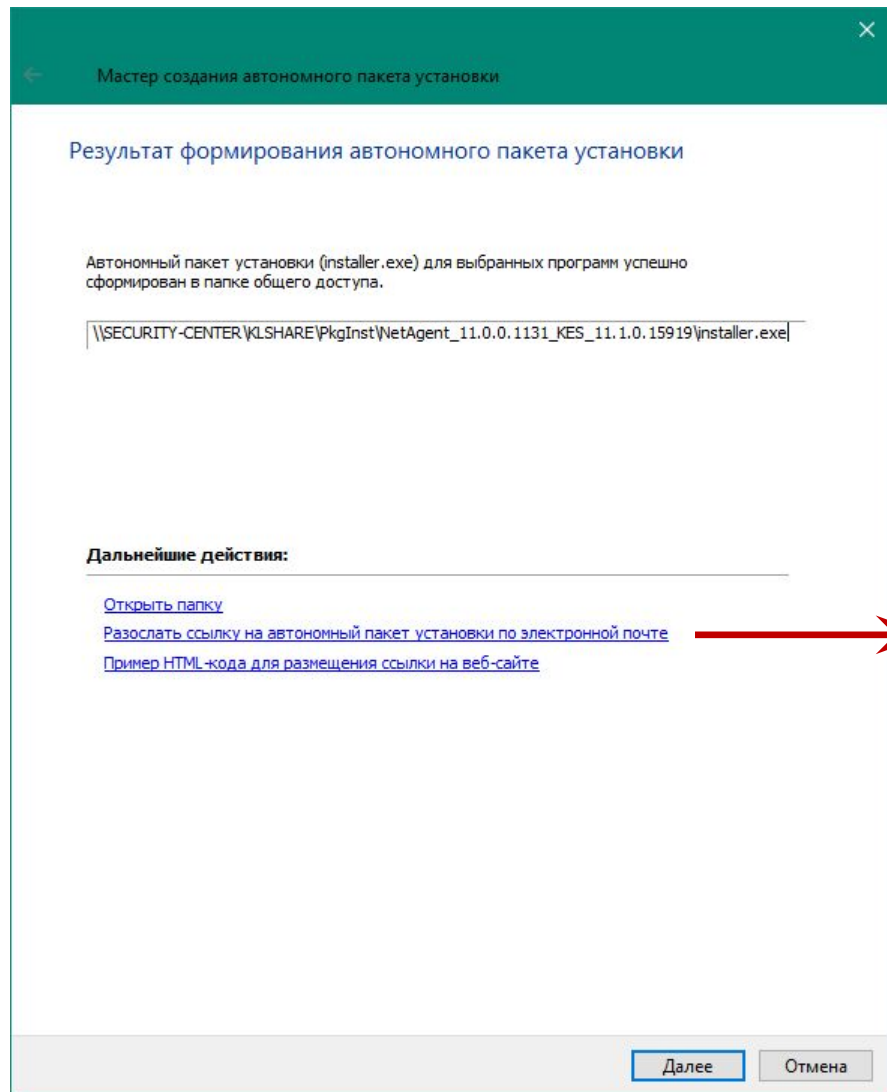 Мастер создания автономного пакета установки
Результат формирования автономного пакета установки
Автономный пакет установки (installer.exe) для выбранных программ успешно
сформирован в папке общего доступа.
\\SECURITY-CENTER\KLSHARE\PkgInst\NetAgent_11.0.0.1131_KES_11.1.0.15919\installer.exe
Дальнейшие действия:
Открыть папку
Разослать ссылку на автономный пакет установки по электронной почте
Пример HTML-кода для размещения ссылки на веб-сайте
Далее Отмена